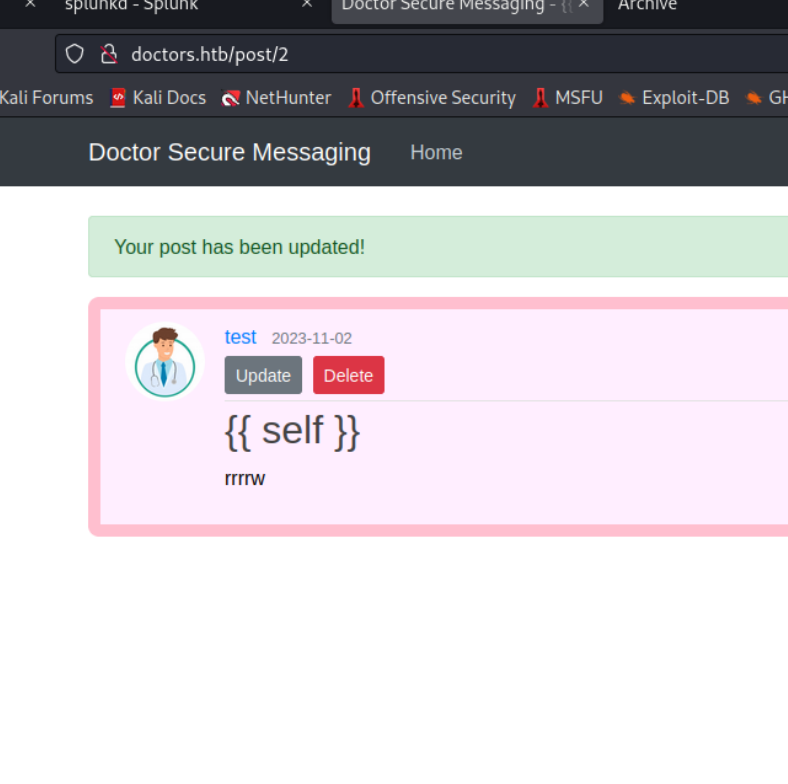 splunkd - Splunk
Doctor Secure Messaging - {{
Archive
doctors.htb/post/2
Kali Forums
Kali Docs
NetHunter
Offensive Security
MSFU
Exploit-DB
GH
Doctor Secure Messaging
Home
Your post has been updated!
test 2023-11-02
Update
Delete
{{ self }}
rrrrw